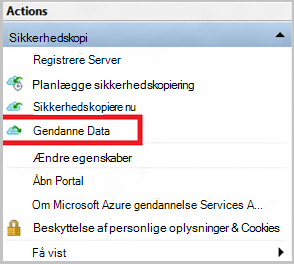 Actions
Sikkerhedskopi
Registrere Server
Planlægge sikkerhedskopiering
Sikkerhedskopiere nu
Gendanne Data
Ændre egenskaber
Åbn Portal
Om Microsoft Azure gendannelse Services A...
Beskyttelse af personlige oplysninger & Cookies
Få vist